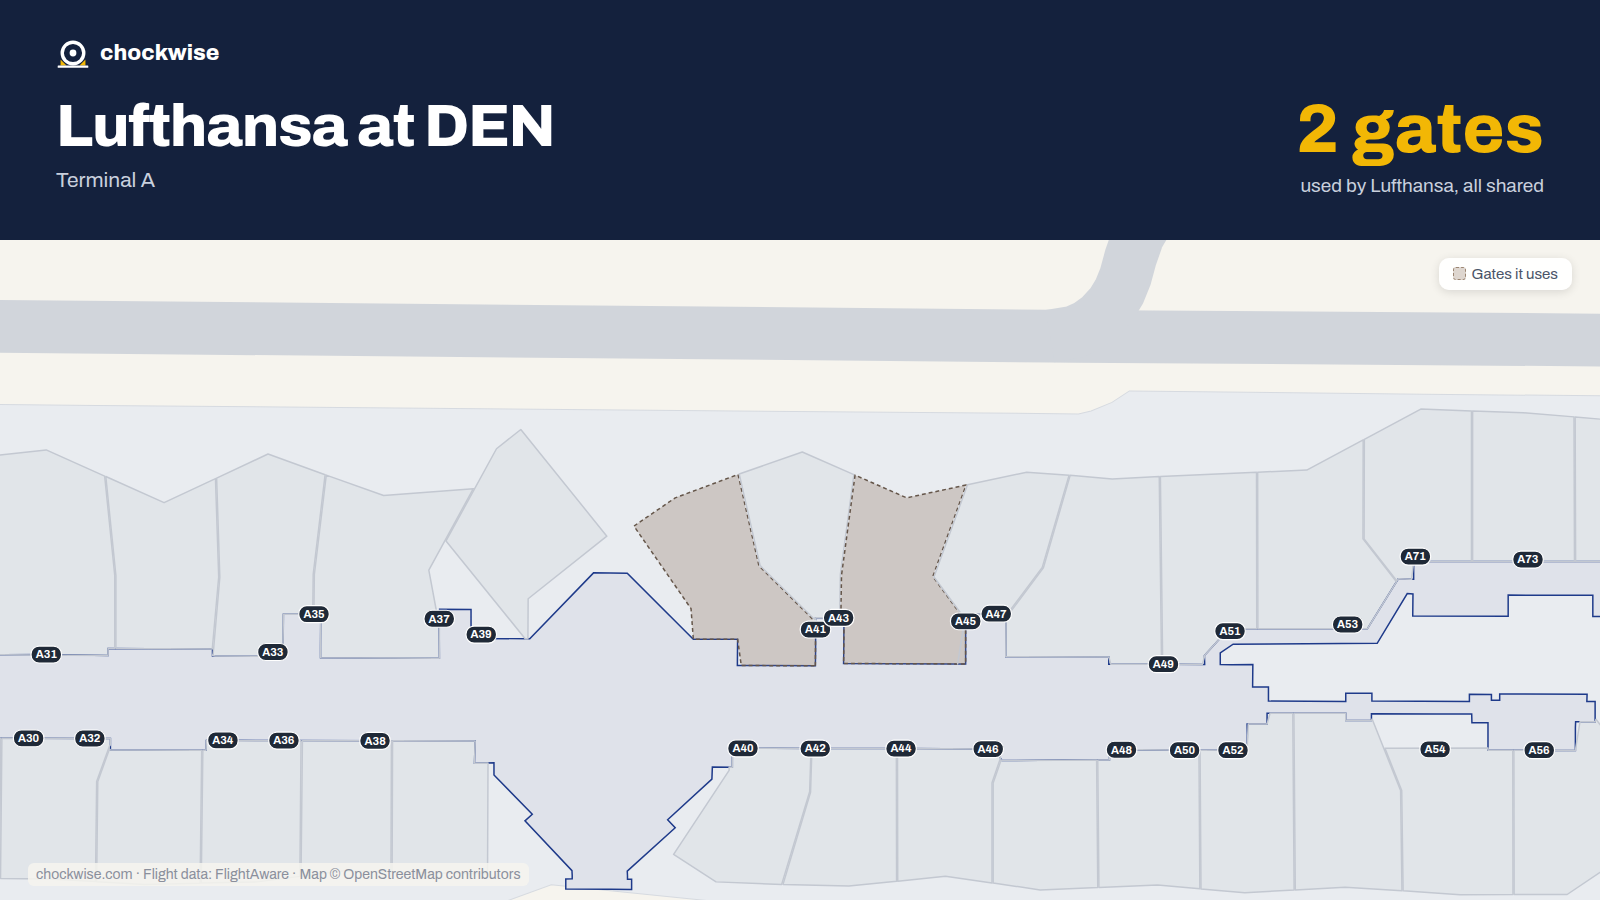 chockwise
Lufthansa at DEN
Terminal A
2 gates
used by Lufthansa, all shared
Gates it uses
A71
A73
A35
A37
A39
A41
A43
A45
A47
A31
A33
A49
A51
A53
A30
A32
A34
A36
A38
A40
A42
A44
A46
A48
A50
A52
A54
A56
chockwise.com · Flight data: FlightAware · Map © OpenStreetMap contributors